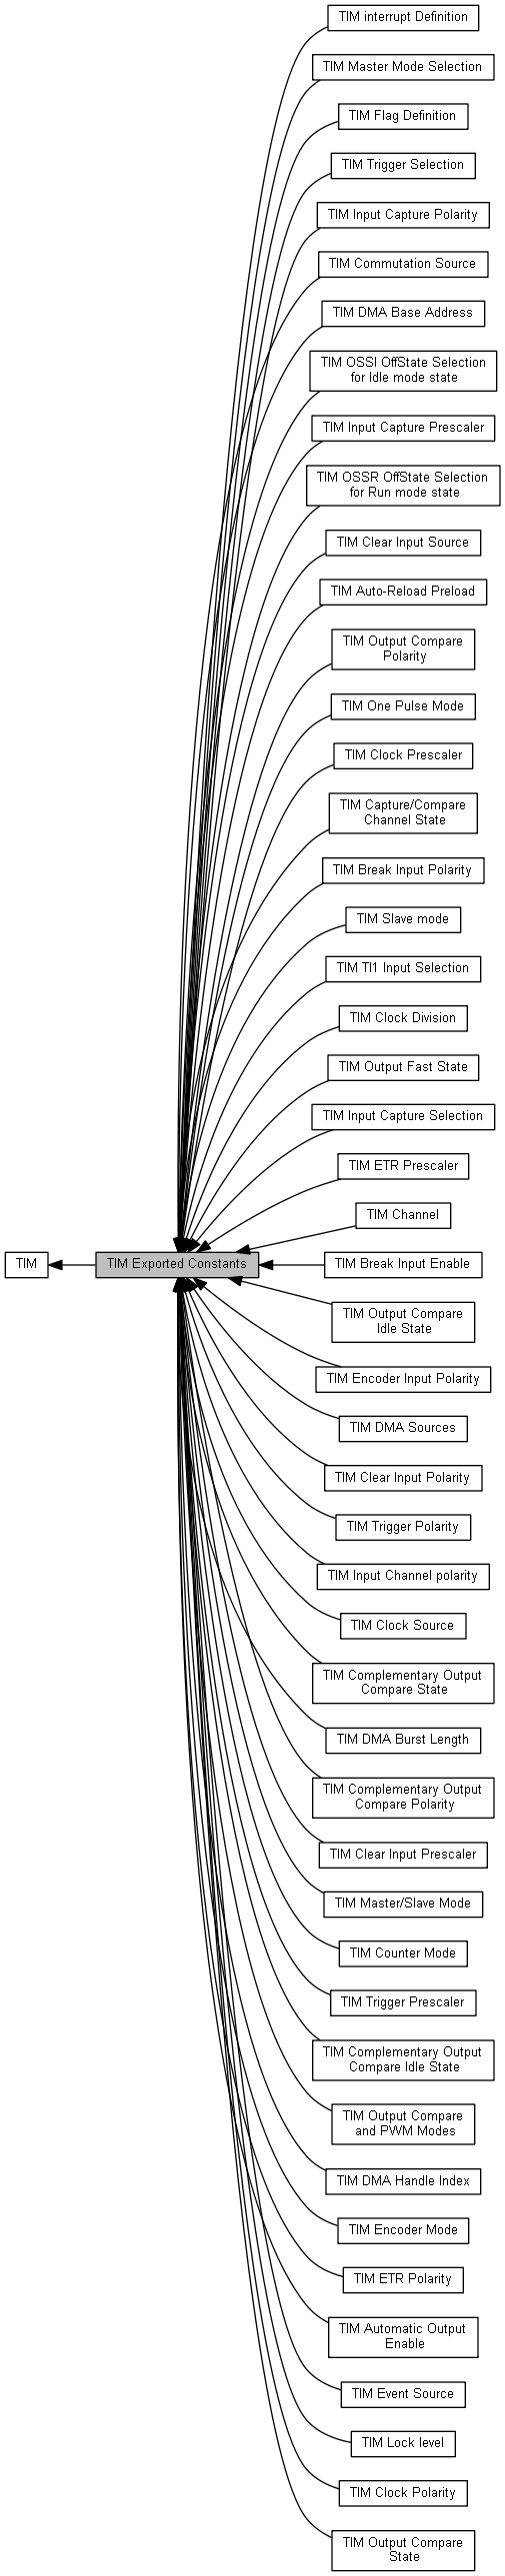 TIM interrupt Definition
TIM Master Mode Selection
TIM Flag Definition
TIM Trigger Selection
TIM Input Capture Polarity
TIM Commutation Source
TIM DMA Base Address
TIM OSSI OffState Selection
for Idle mode state
TIM Input Capture Prescaler
TIM OSSR OffState Selection
for Run mode state
TIM Clear Input Source
TIM Auto-Reload Preload
TIM Output Compare
Polarity
TIM One Pulse Mode
TIM Clock Prescaler
TIM Capture/Compare
Channel State
TIM Break Input Polarity
TIM Slave mode
TIM TI1 Input Selection
TIM Clock Division
TIM Output Fast State
TIM Input Capture Selection
TIM ETR Prescaler
TIM Channel
TIM
TIM Exported Constants
TIM Break Input Enable
TIM Output Compare
Idle State
TIM Encoder Input Polarity
TIM DMA Sources
TIM Clear Input Polarity
TIM Trigger Polarity
TIM Input Channel polarity
TIM Clock Source
TIM Complementary Output
Compare State
TIM DMA Burst Length
TIM Complementary Output
Compare Polarity
TIM Clear Input Prescaler
TIM Master/Slave Mode
TIM Counter Mode
TIM Trigger Prescaler
TIM Complementary Output
Compare Idle State
TIM Output Compare
and PWM Modes
TIM DMA Handle Index
TIM Encoder Mode
TIM ETR Polarity
TIM Automatic Output
Enable
TIM Event Source
TIM Lock level
TIM Clock Polarity
TIM Output Compare
State